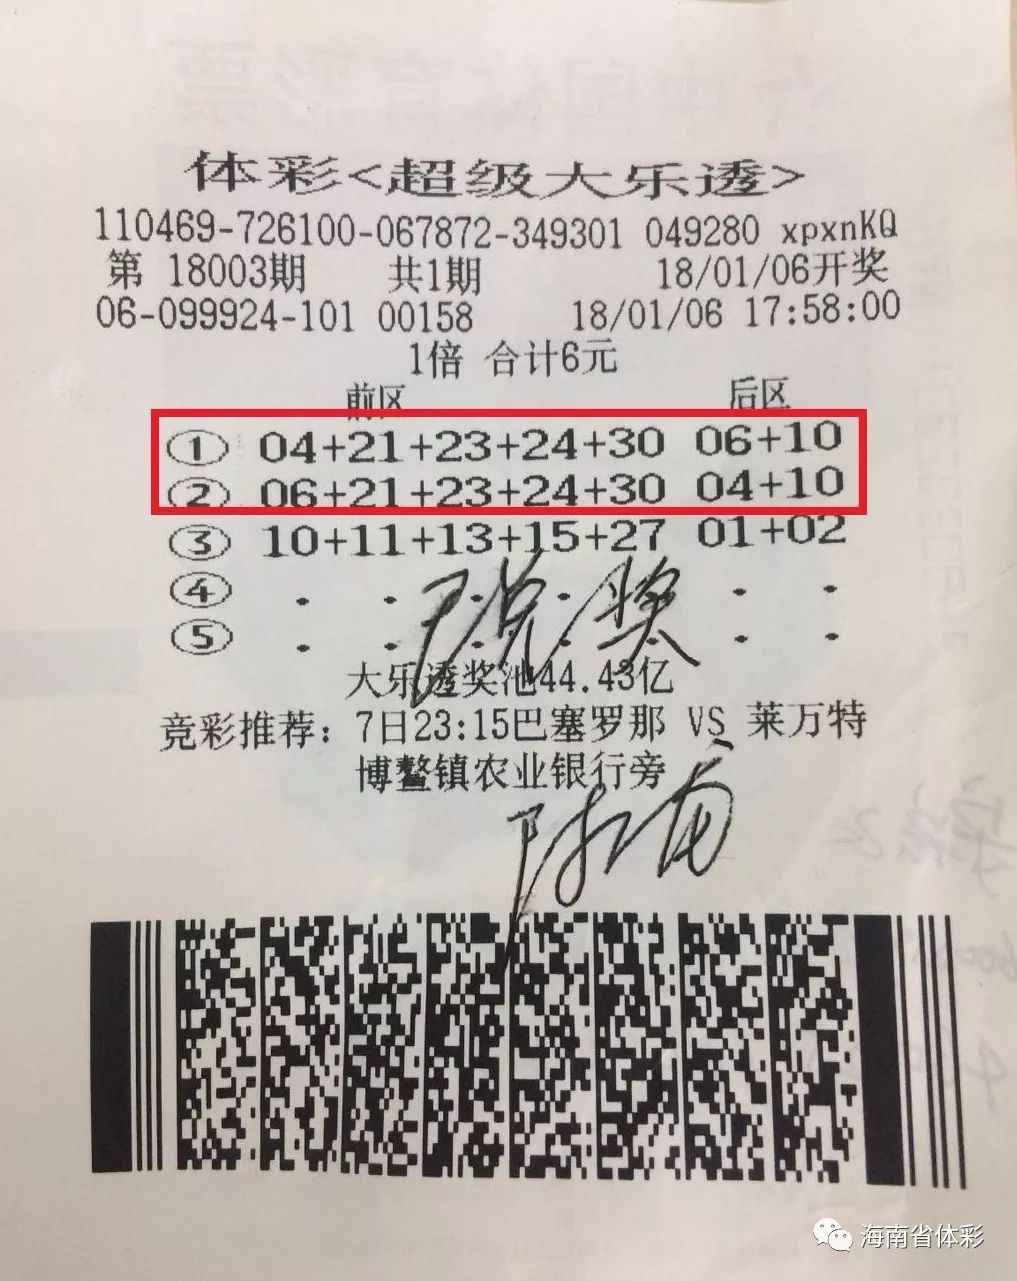 体彩<超级大乐透>
110469-726100-067872-349301 049280 xpxnKQ
第 18003期 共1期 18/01/06开奖
06-099924-101 00158 18/01/06 17:58:00
1倍 合计6元
前区 后区
① 04+21+23+24+30 06+10
② 06+21+23+24+30 04+10
③ 10+11+13+15+27 01+02
④ . . . . . . .
⑤ . . . . . . .
大乐透奖池44.43亿
竞彩推荐: 7日23:15巴塞罗那 VS 莱万特
博鳌镇农业银行旁
海南省体彩